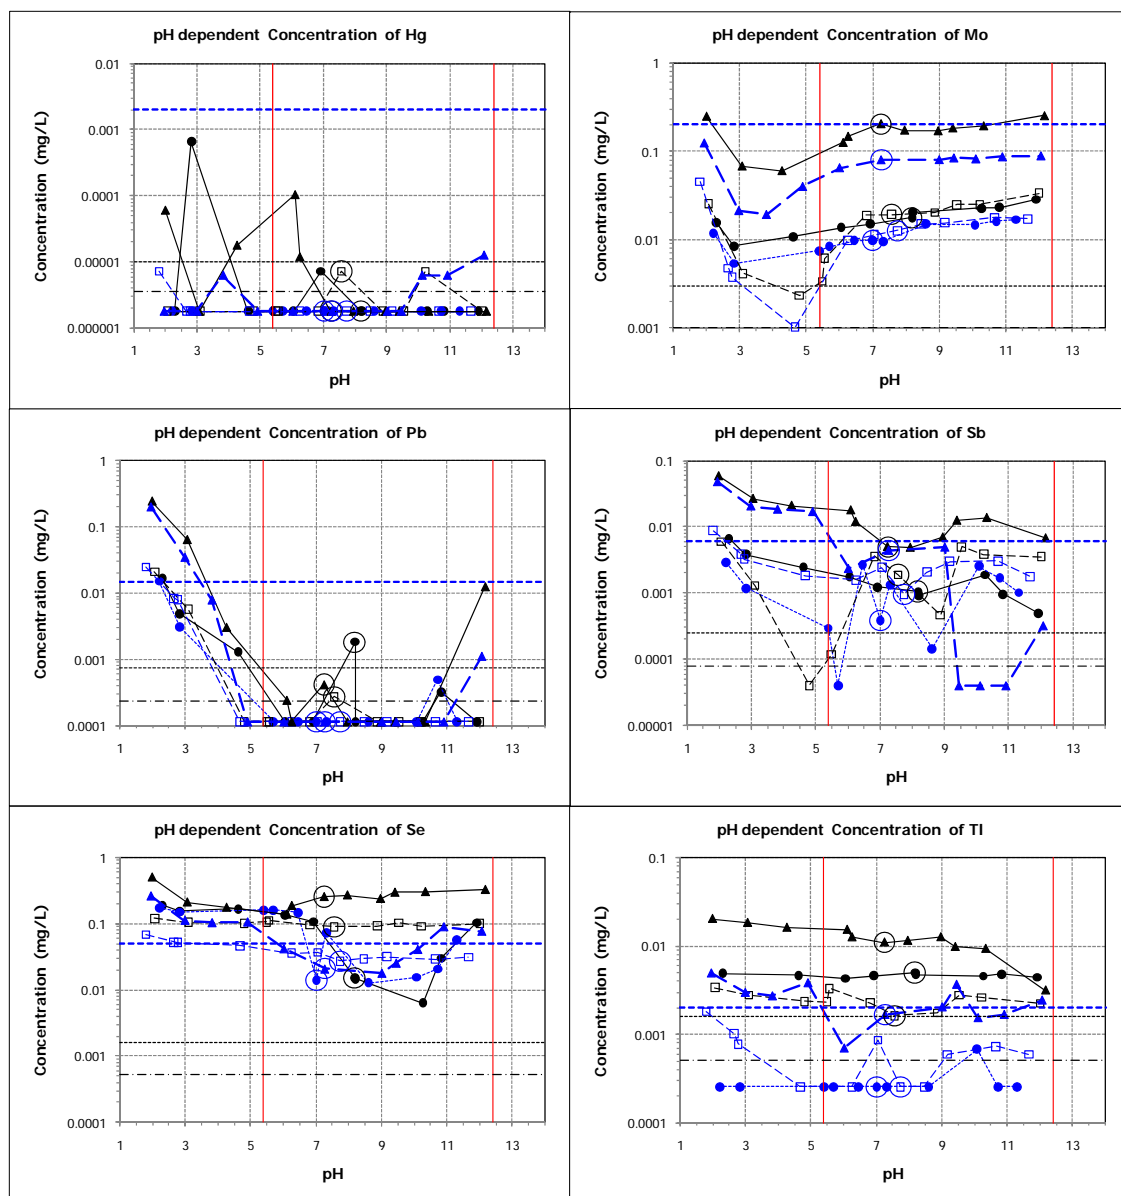 pH dependent Concentration of Hg
0.01
0.001
0.0001
0.00001
0.000001
Concentration (mg/L)
1 3 5 7 9 11 13
pH
pH dependent Concentration of Mo
1
0.1
0.01
0.001
Concentration (mg/L)
1 3 5 7 9 11 13
pH
pH dependent Concentration of Pb
1
0.1
0.01
0.001
0.0001
Concentration (mg/L)
1 3 5 7 9 11 13
pH
pH dependent Concentration of Sb
0.1
0.01
0.001
0.0001
0.00001
Concentration (mg/L)
1 3 5 7 9 11 13
pH
pH dependent Concentration of Se
1
0.1
0.01
0.001
0.0001
Concentration (mg/L)
1 3 5 7 9 11 13
pH
pH dependent Concentration of Tl
0.1
0.01
0.001
0.0001
Concentration (mg/L)
1 3 5 7 9 11 13
pH